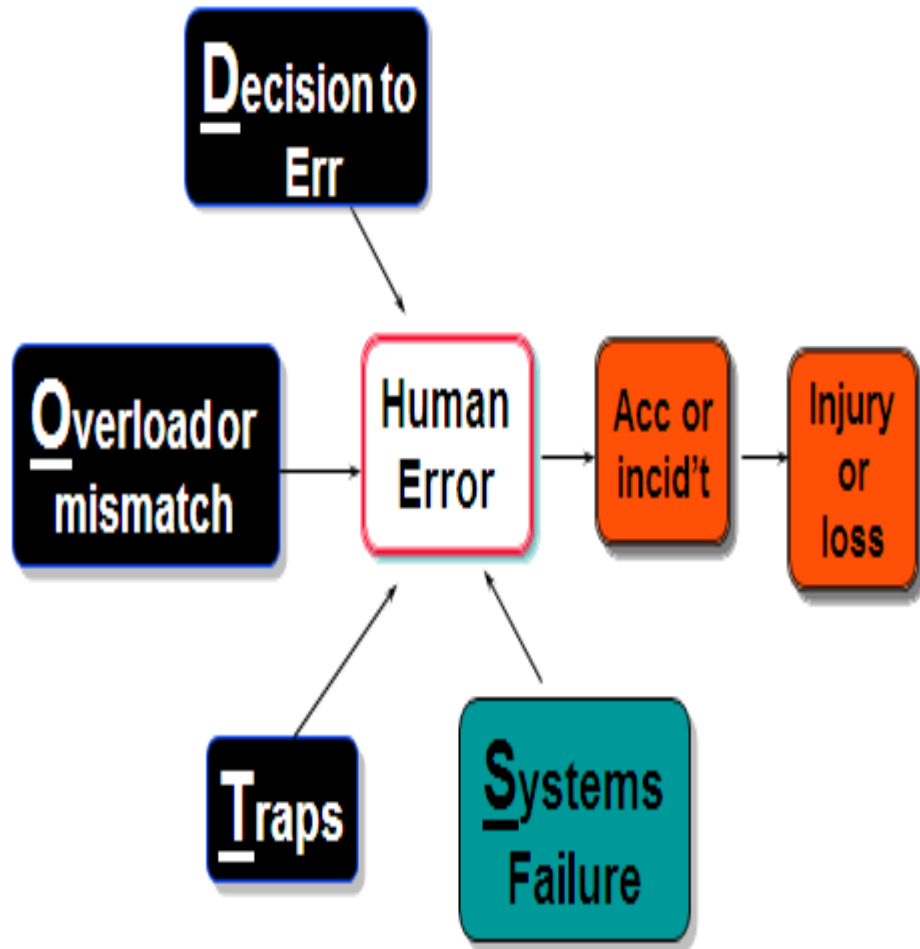 Decision to
Err
Overload or
mismatch
Human
Error
Acc or
incid't
Injury
or
loss
Traps
Systems
Failure